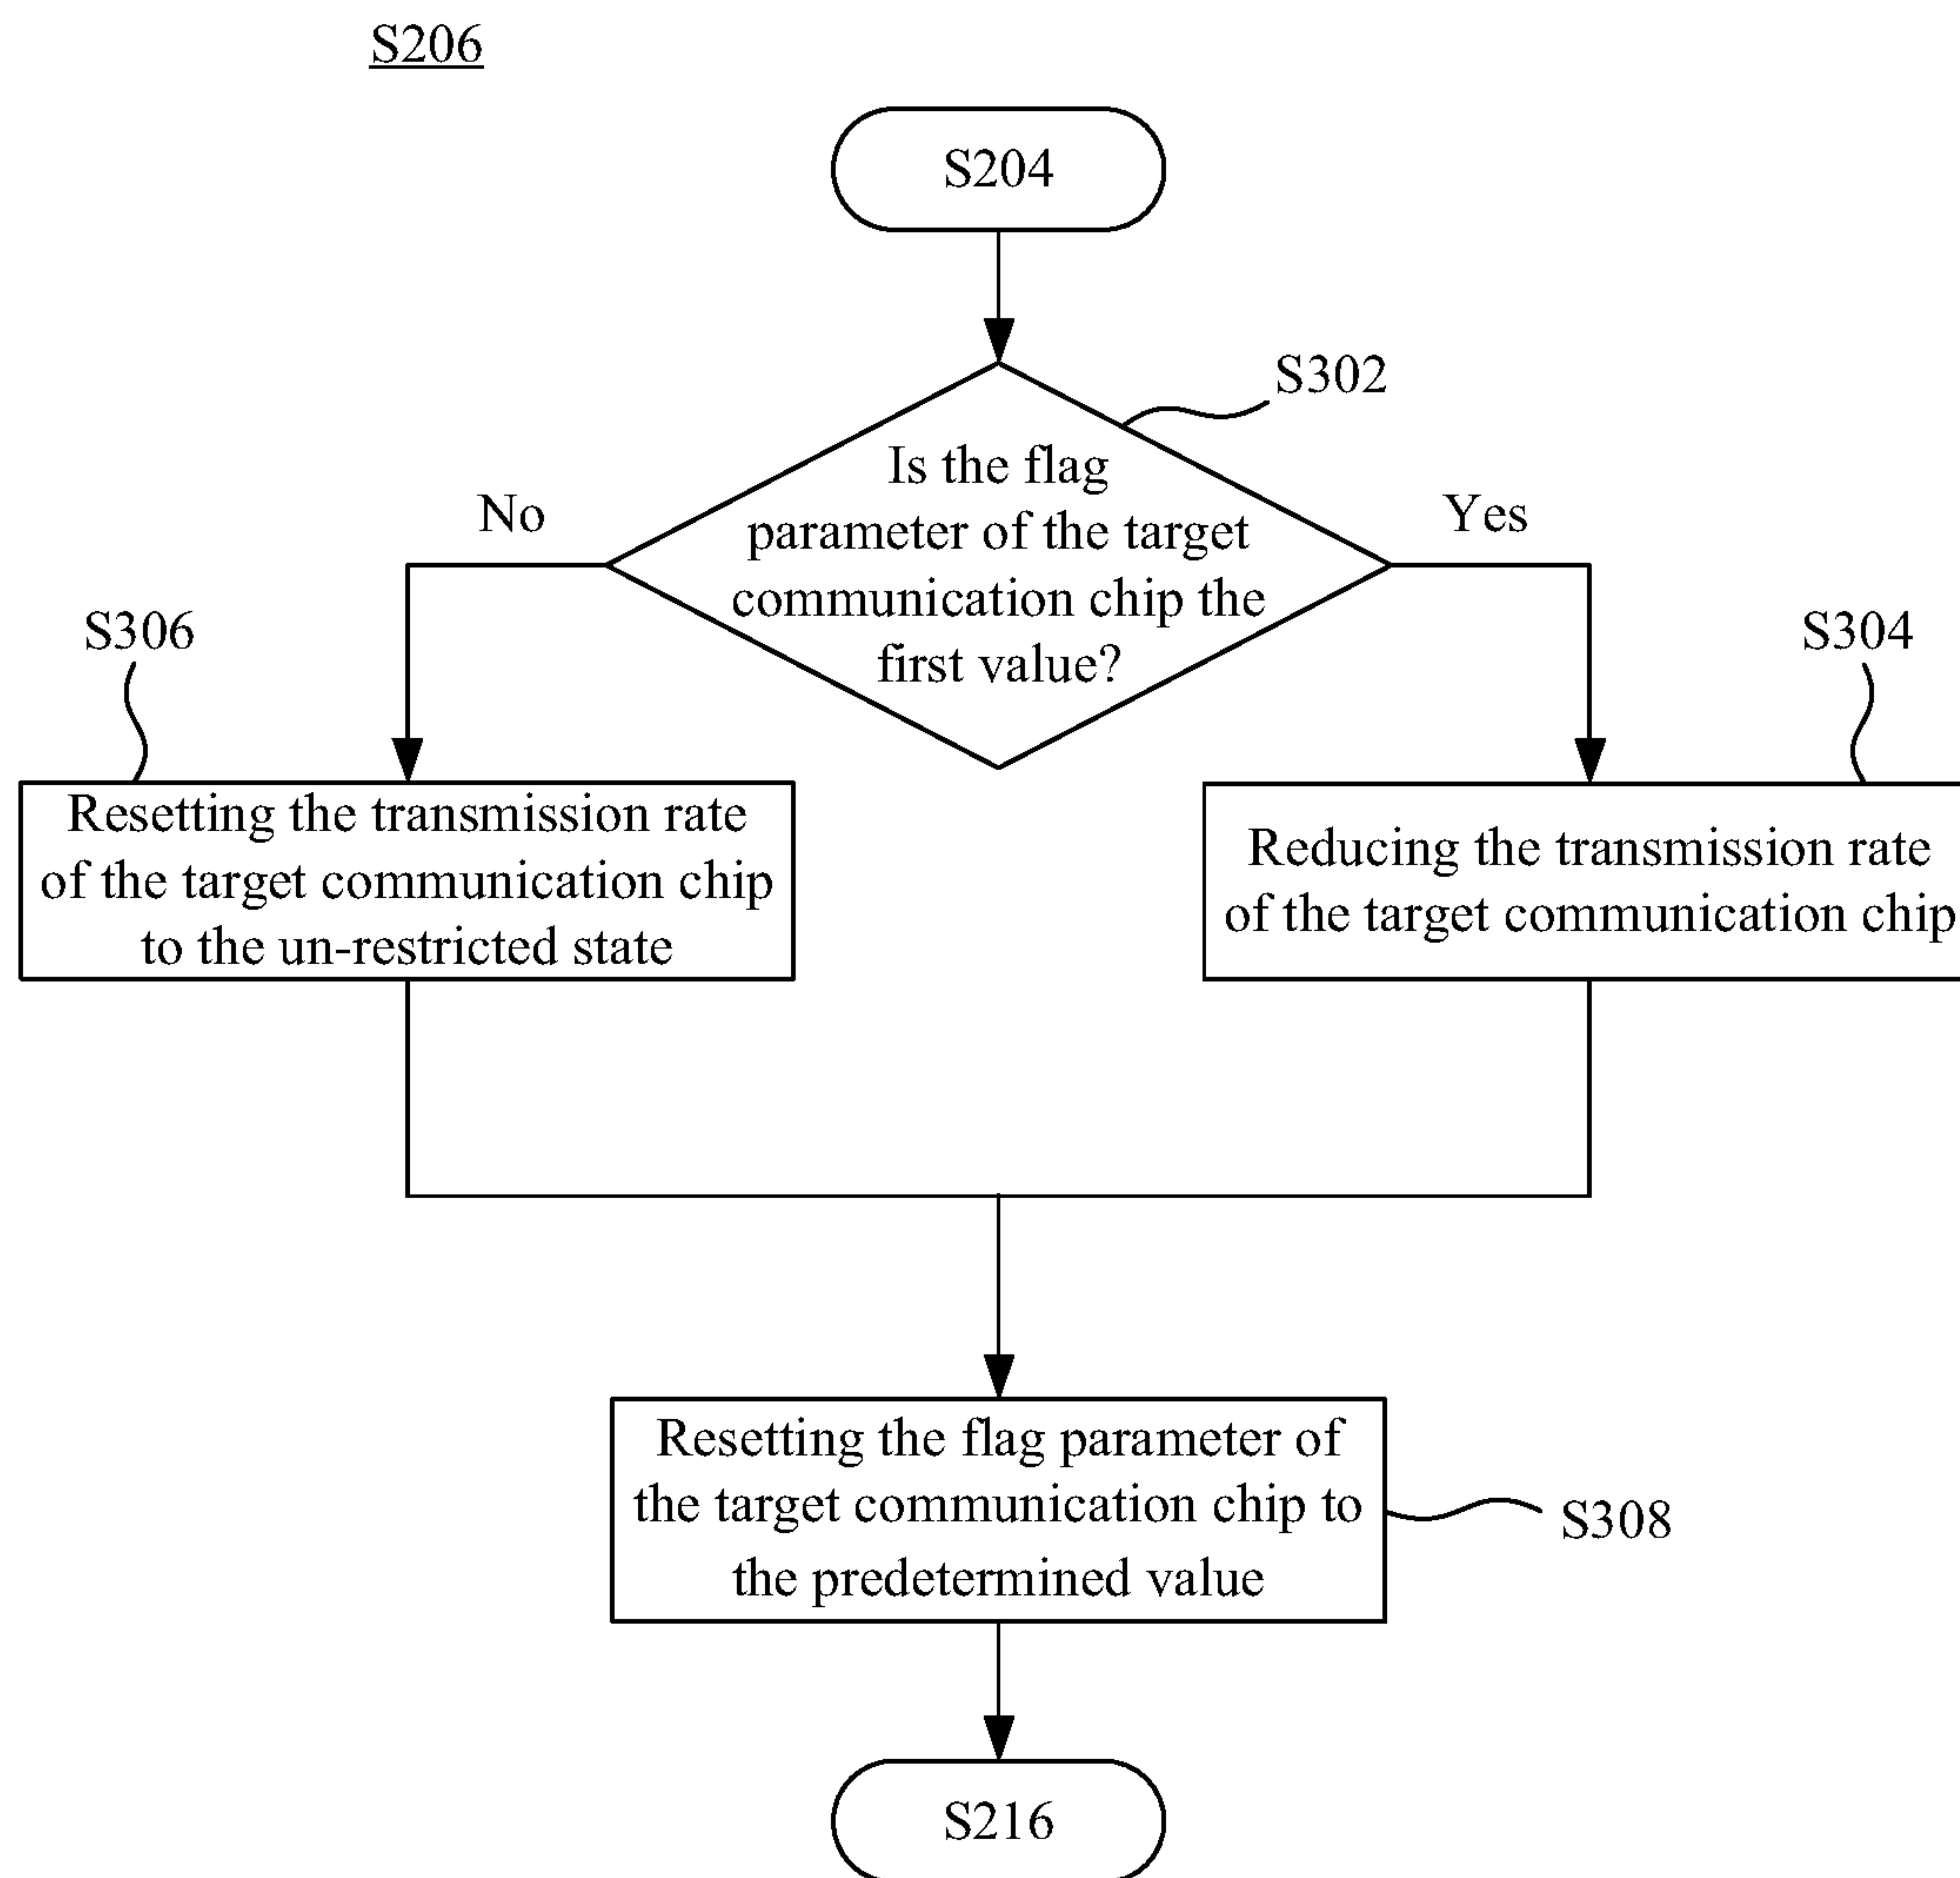 S206
S204
S302
Is the flag
parameter of the target
communication chip the
first value?
No
Yes
S306
S304
Resetting the transmission rate
of the target communication chip
to the un-restricted state
Reducing the transmission rate
of the target communication chip
Resetting the flag parameter of
the target communication chip to
the predetermined value
S308
S216